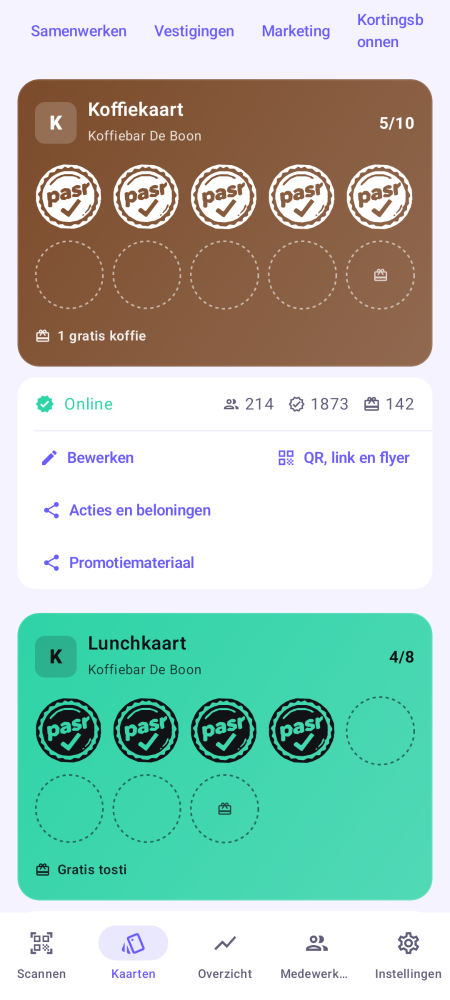 Samenwerken Vestigingen Marketing Kortingsb
onnen
K Koffiekaart 5/10
Koffiebar De Boon
pasr pasr pasr pasr pasr
1 gratis koffie
Online 214 1873 142
Bewerken QR, link en flyer
Acties en beloningen
Promotiemateriaal
K Lunchkaart 4/8
Koffiebar De Boon
pasr pasr pasr pasr
Gratis tosti
Scannen Kaarten Overzicht Medewerk... Instellingen